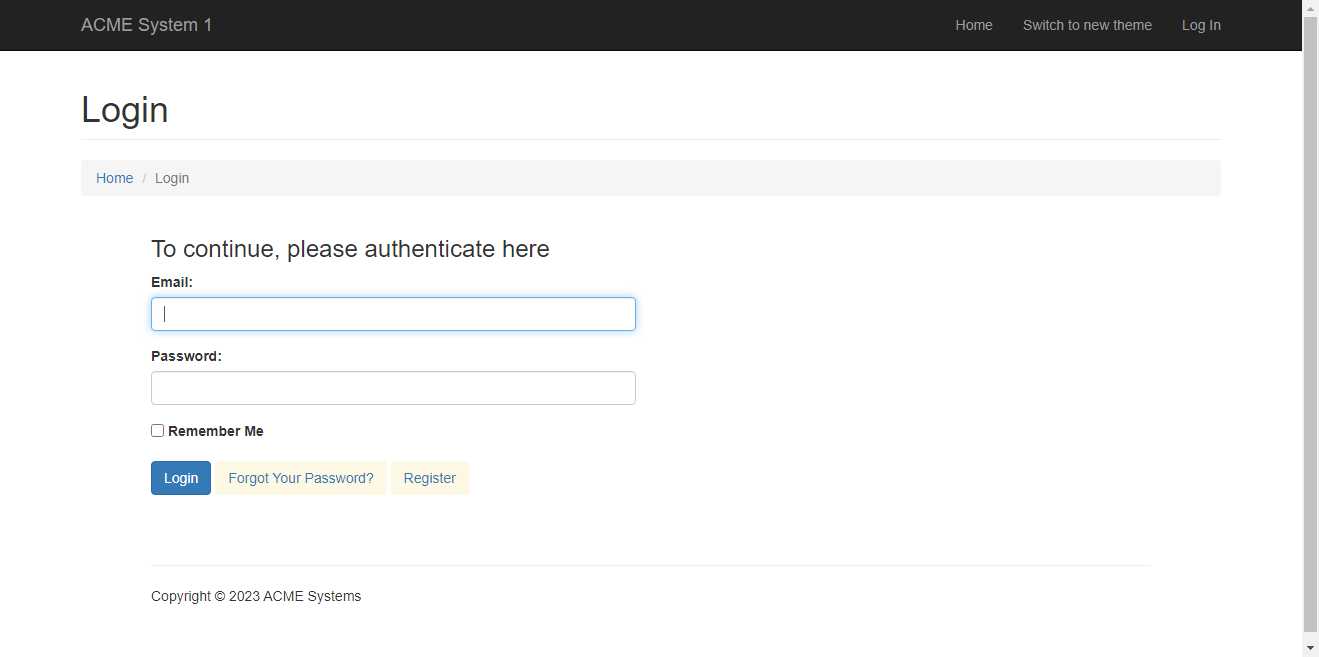 ACME System 1 Home Switch to new theme Log In
Login
Home / Login
To continue, please authenticate here
Email:
Password:
Remember Me
Login Forgot Your Password? Register
Copyright © 2023 ACME Systems